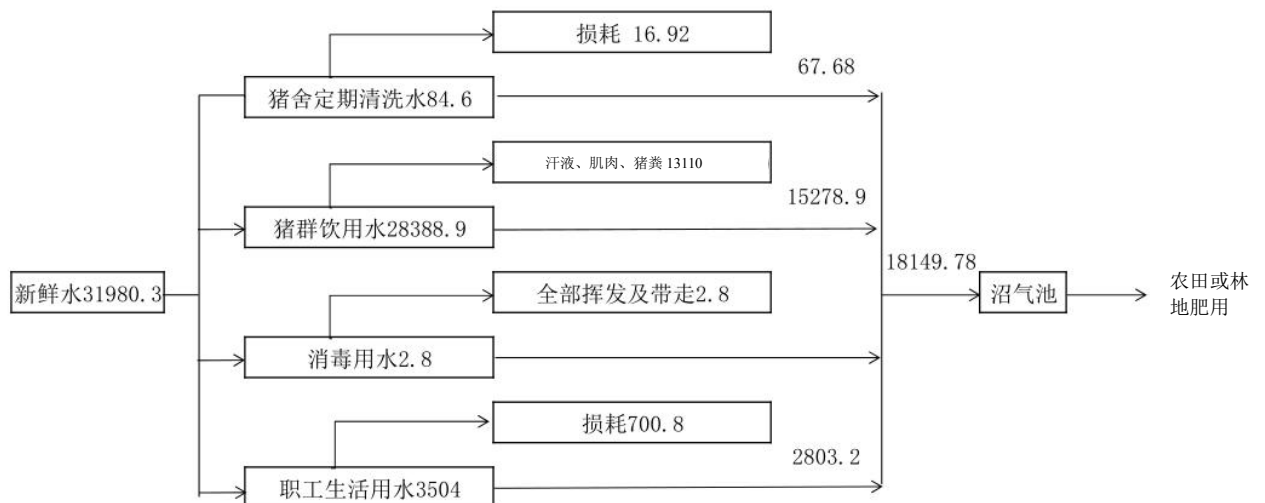 损耗 16.92
67.68
猪舍定期清洗水84.6
汗液、肌肉、猪粪 13110
15278.9
猪群饮用水28388.9
18149.78
新鲜水31980.3
全部挥发及带走2.8
沼气池
农田或林
地肥用
消毒用水2.8
损耗700.8
2803.2
职工生活用水3504